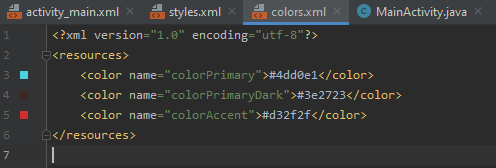 activity_main.xml styles.xml colors.xml MainActivity.java
1 <?xml version="1.0" encoding="utf-8"?>
2 <resources>
3 <color name="colorPrimary">#4dd0e1</color>
4 <color name="colorPrimaryDark">#3e2723</color>
5 <color name="colorAccent">#d32f2f</color>
6 </resources>
7